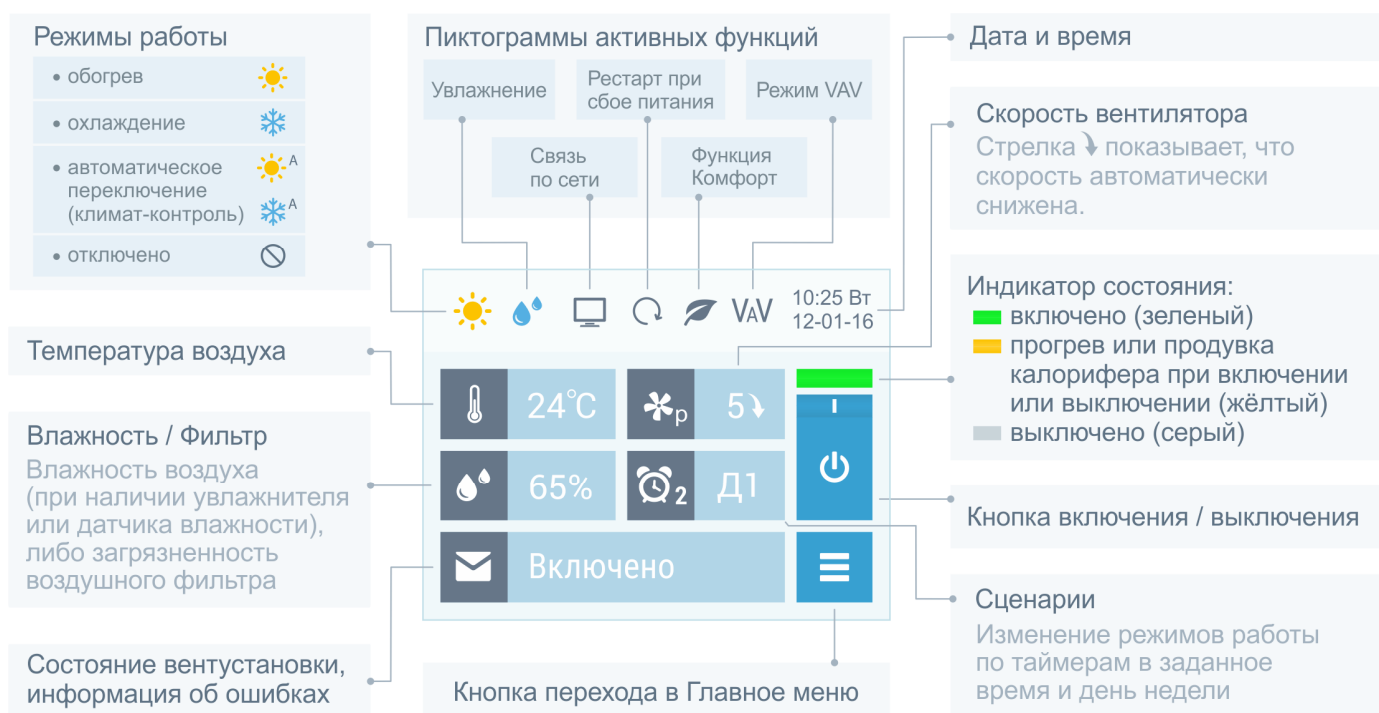 Режимы работы
• обогрев
• охлаждение
• автоматическое
переключение
(климат-контроль)
A
A
• отключено
Пиктограммы активных функций
Увлажнение
Рестарт при
сбое питания
Режим VAV
Связь
по сети
Функция
Комфорт
Дата и время
Скорость вентилятора
Стрелка показывает, что
скорость автоматически
снижена.
Индикатор состояния:
включено (зеленый)
прогрев или продувка
калорифера при включении
или выключении (жёлтый)
выключено (серый)
Температура воздуха
Влажность / Фильтр
Влажность воздуха
(при наличии увлажнителя
или датчика влажности),
либо загрязненность
воздушного фильтра
Состояние вентустановки,
информация об ошибках
VAV
10:25 Вт
12-01-16
24°C
p
5
65%
2
Д1
Включено
Кнопка включения / выключения
Сценарии
Изменение режимов работы
по таймерам в заданное
время и день недели
Кнопка перехода в Главное меню